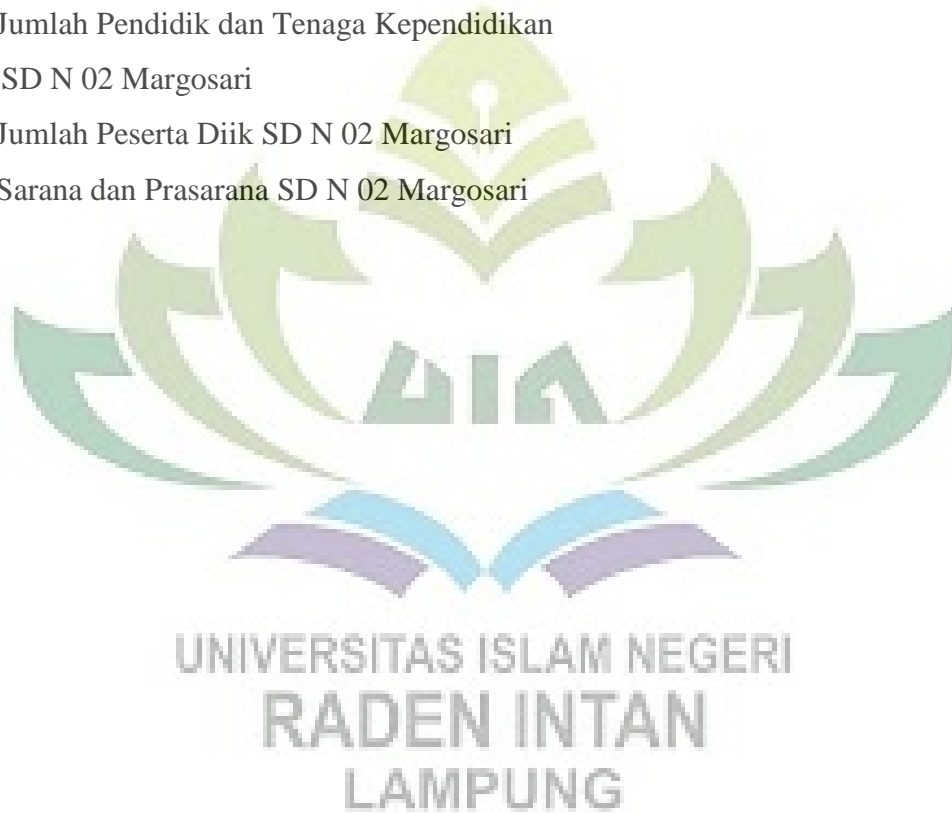 Jumlah Pendidik dan Tenaga Kependidikan
SD N 02 Margosari
Jumlah Peserta Diik SD N 02 Margosari
Sarana dan Prasarana SD N 02 Margosari
UIN
UNIVERSITAS ISLAM NEGERI
RADEN INTAN
LAMPUNG